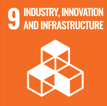 9 INDUSTRY, INNOVATION
AND INFRASTRUCTURE